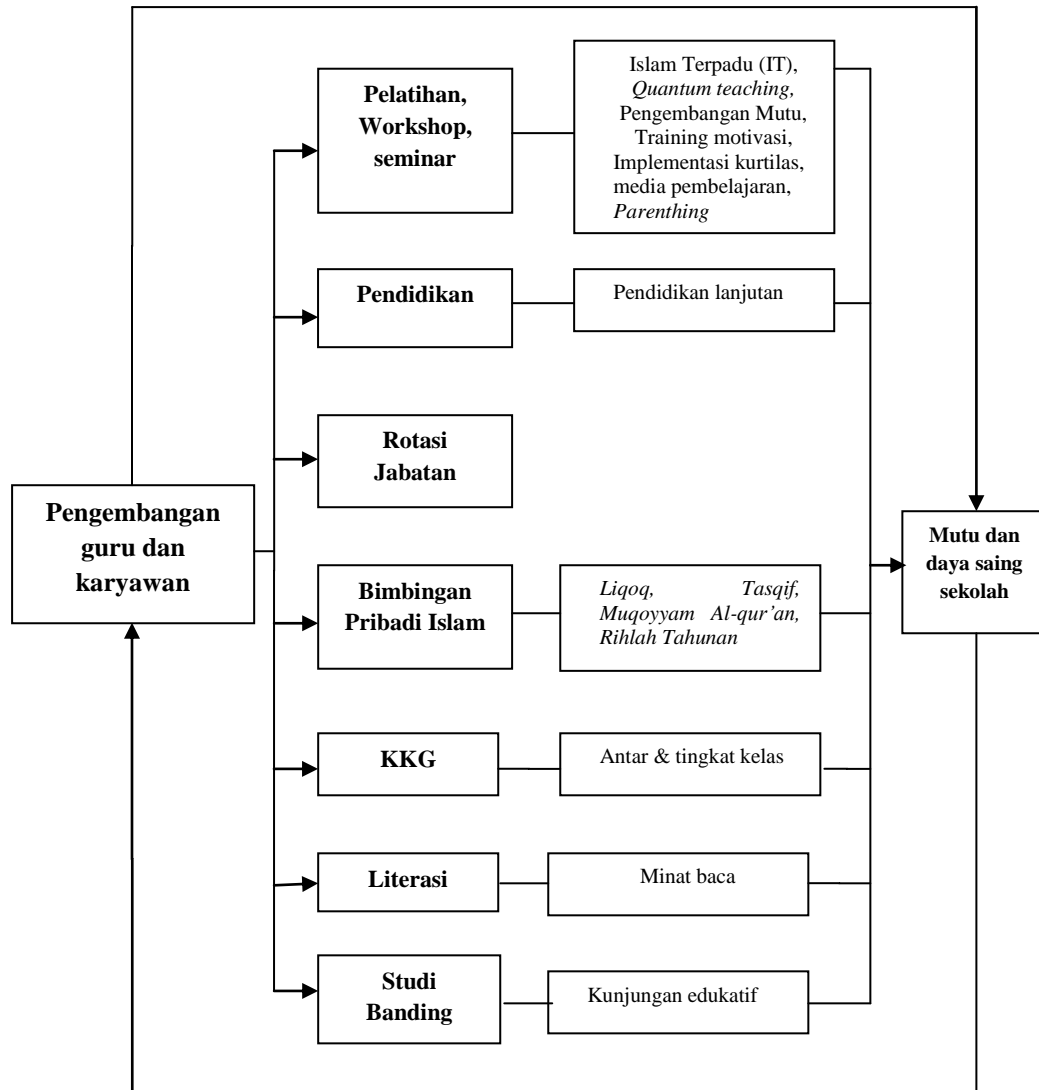 Pelatihan,
Workshop,
seminar
Islam Terpadu (IT),
Quantum teaching,
Pengembangan Mutu,
Training motivasi,
Implementasi kurtilas,
media pembelajaran,
Parenthing
Pendidikan
Pendidikan lanjutan
Rotasi
Jabatan
Pengembangan
guru dan
karyawan
Mutu dan
daya saing
sekolah
Bimbingan
Pribadi Islam
Liqoq, Tasqif,
Muqoyyam Al-qur’an,
Rihlah Tahunan
KKG
Antar & tingkat kelas
Literasi
Minat baca
Studi
Banding
Kunjungan edukatif